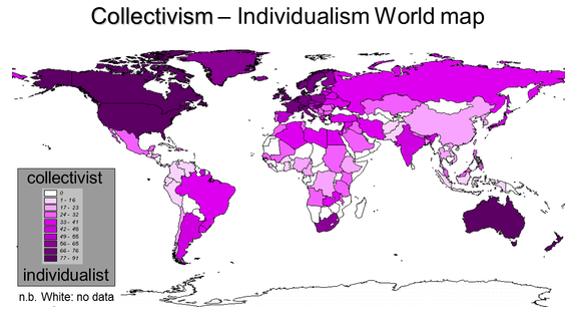 Collectivism – Individualism World map
collectivist
0
1 - 16
17 - 23
24 - 32
33 - 41
42 - 48
49 - 55
56 - 65
66 - 76
77 - 91
individualist
n.b. White: no data